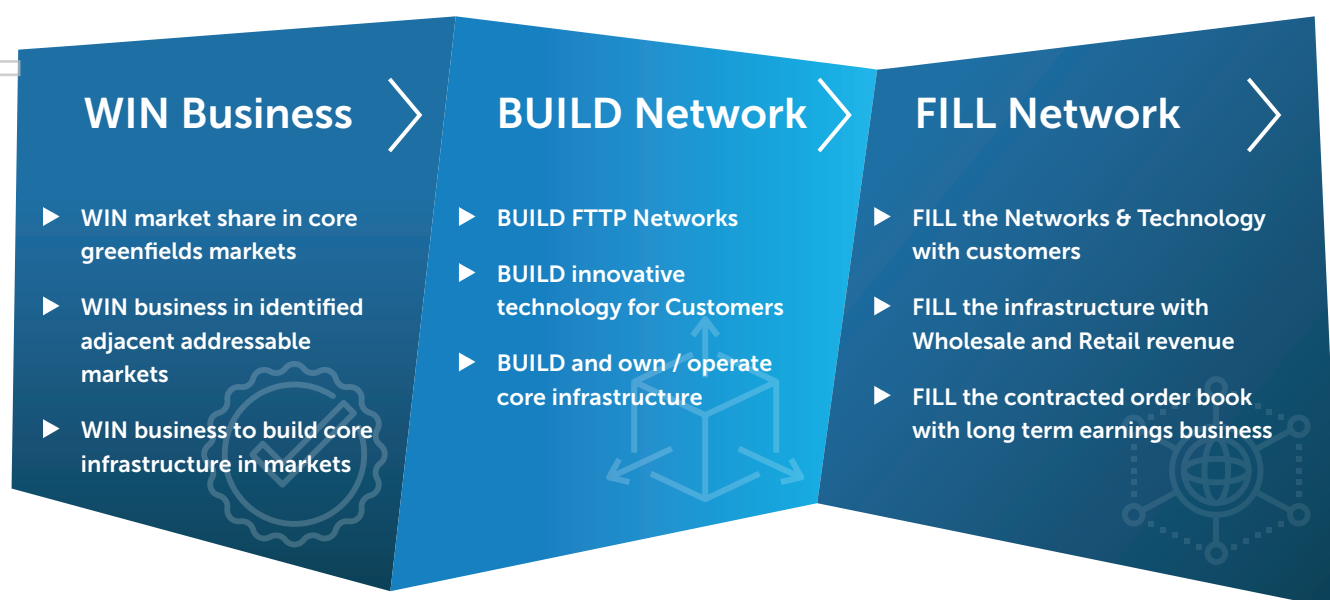 WIN Business
WIN market share in core
greenfields markets
WIN business in identified
adjacent addressable
markets
WIN business to build core
infrastructure in markets
BUILD Network
BUILD FTTP Networks
BUILD innovative
technology for Customers
BUILD and own / operate
core infrastructure
FILL Network
FILL the Networks & Technology
with customers
FILL the infrastructure with
Wholesale and Retail revenue
FILL the contracted order book
with long term earnings business